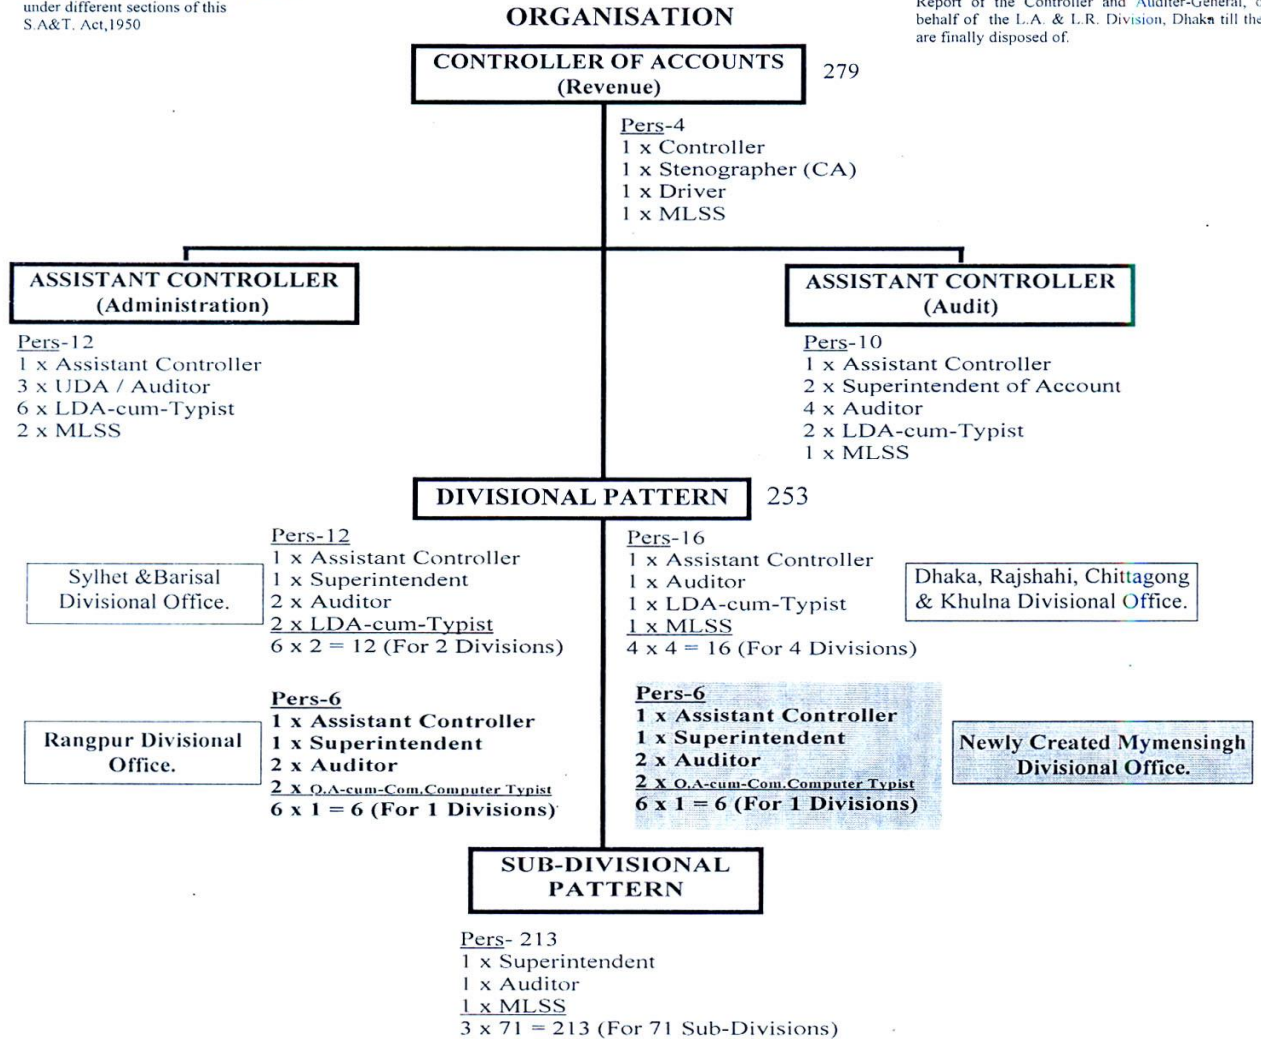 under different sections of this
S.A&T. Act,1950
Report of the Controller and Auditer-General,
behalf of the L.A. & L.R. Division, Dhaka till
are finally disposed of.
ORGANISATION
CONTROLLER OF ACCOUNTS
(Revenue)
279
Pers-4
1 x Controller
1 x Stenographer (CA)
1 x Driver
1 x MLSS
ASSISTANT CONTROLLER
(Administration)
Pers-12
1 x Assistant Controller
3 x UDA / Auditor
6 x LDA-cum-Typist
2 x MLSS
ASSISTANT CONTROLLER
(Audit)
Pers-10
1 x Assistant Controller
2 x Superintendent of Account
4 x Auditor
2 x LDA-cum-Typist
1 x MLSS
DIVISIONAL PATTERN
253
Sylhet &Barisal
Divisional Office.
Pers-12
1 x Assistant Controller
1 x Superintendent
2 x Auditor
2 x LDA-cum-Typist
6 x 2 = 12 (For 2 Divisions)
Pers-16
1 x Assistant Controller
1 x Auditor
1 x LDA-cum-Typist
1 x MLSS
4 x 4 = 16 (For 4 Divisions)
Dhaka, Rajshahi, Chittagong
& Khulna Divisional Office.
Rangpur Divisional
Office.
Pers-6
1 x Assistant Controller
1 x Superintendent
2 x Auditor
2 x O.A-cum-Com.Computer Typist
6 x 1 = 6 (For 1 Divisions)
Pers-6
1 x Assistant Controller
1 x Superintendent
2 x Auditor
2 x O.A-cum-Com.Computer Typist
6 x 1 = 6 (For 1 Divisions)
Newly Created Mymensingh
Divisional Office.
SUB-DIVISIONAL
PATTERN
Pers- 213
1 x Superintendent
1 x Auditor
1 x MLSS
3 x 71 = 213 (For 71 Sub-Divisions)